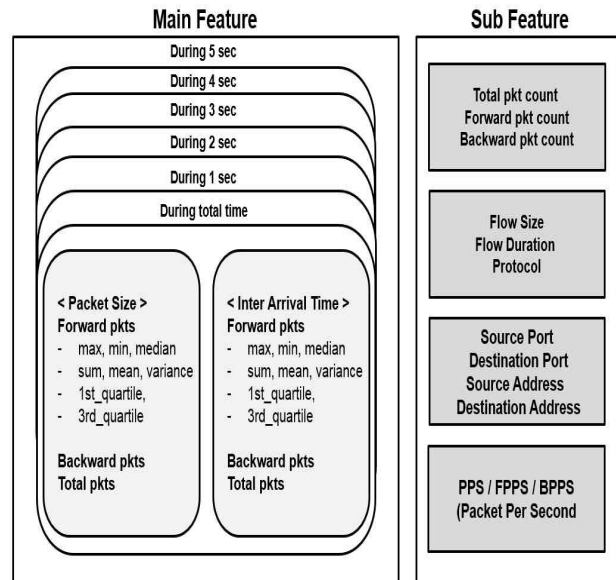 Main Feature
During 5 sec
During 4 sec
During 3 sec
During 2 sec
During 1 sec
During total time
< Packet Size >
Forward pkts
- max, min, median
- sum, mean, variance
- 1st_quartile,
- 3rd_quartile
Backward pkts
Total pkts
< Inter Arrival Time >
Forward pkts
- max, min, median
- sum, mean, variance
- 1st_quartile,
- 3rd_quartile
Backward pkts
Total pkts
Sub Feature
Total pkt count
Forward pkt count
Backward pkt count
Flow Size
Flow Duration
Protocol
Source Port
Destination Port
Source Address
Destination Address
PPS / FPPS / BPPS
(Packet Per Second